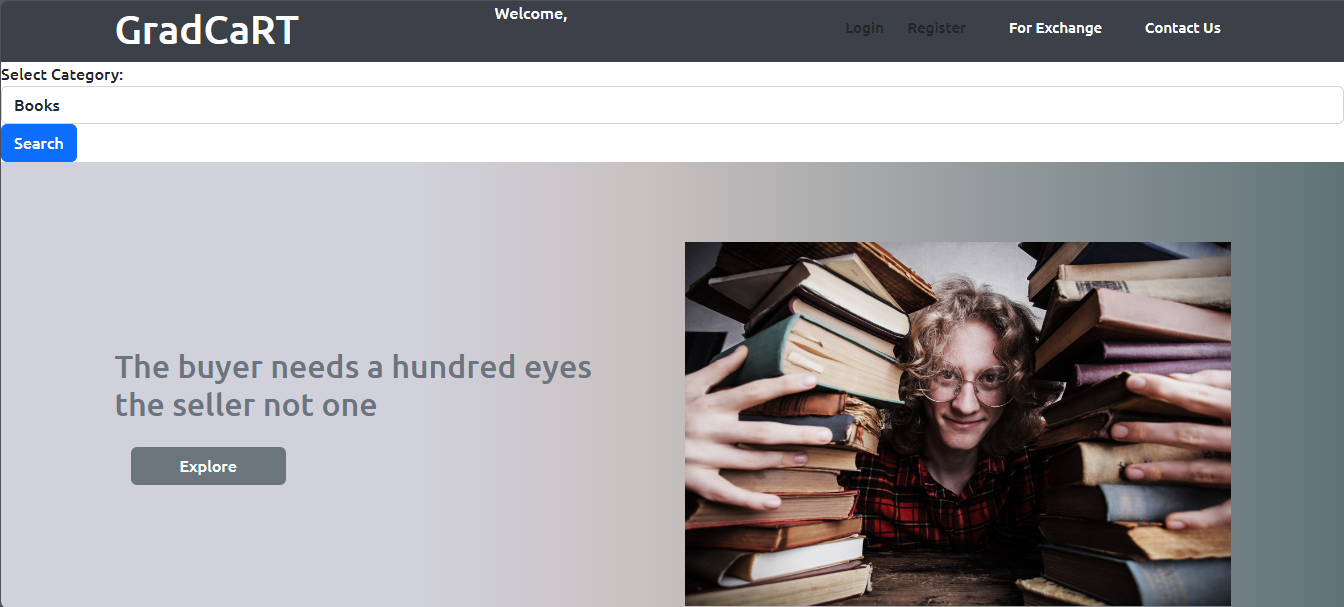 GradCaRT
Welcome,
Login
Register
For Exchange
Contact Us
Select Category:
Books
Search
The buyer needs a hundred eyes
the seller not one
Explore